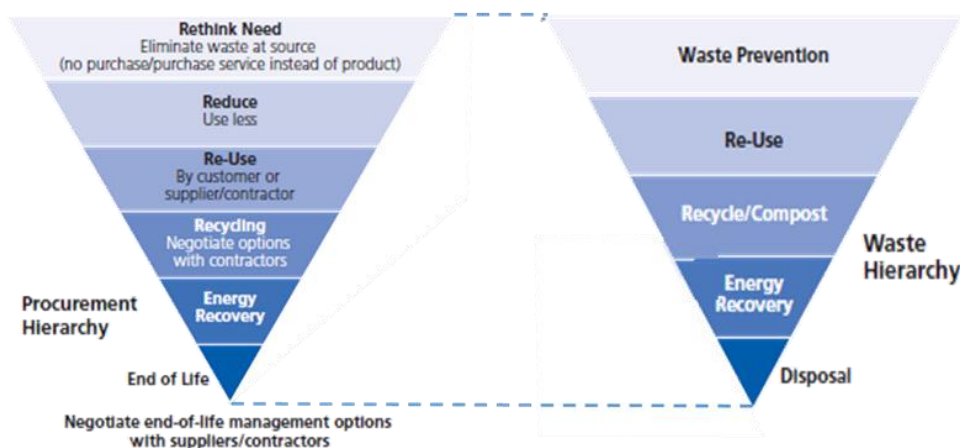 Rethink Need
Eliminate waste at source
(no purchase/purchase service instead of product)
Reduce
Use less
Re-Use
By customer or
supplier/contractor
Recycling
Negotiate options
with contractors
Energy
Recovery
Procurement
Hierarchy
End of Life
Negotiate end-of-life management options
with suppliers/contractors
Waste Prevention
Re-Use
Recycle/Compost
Energy
Recovery
Waste
Hierarchy
Disposal